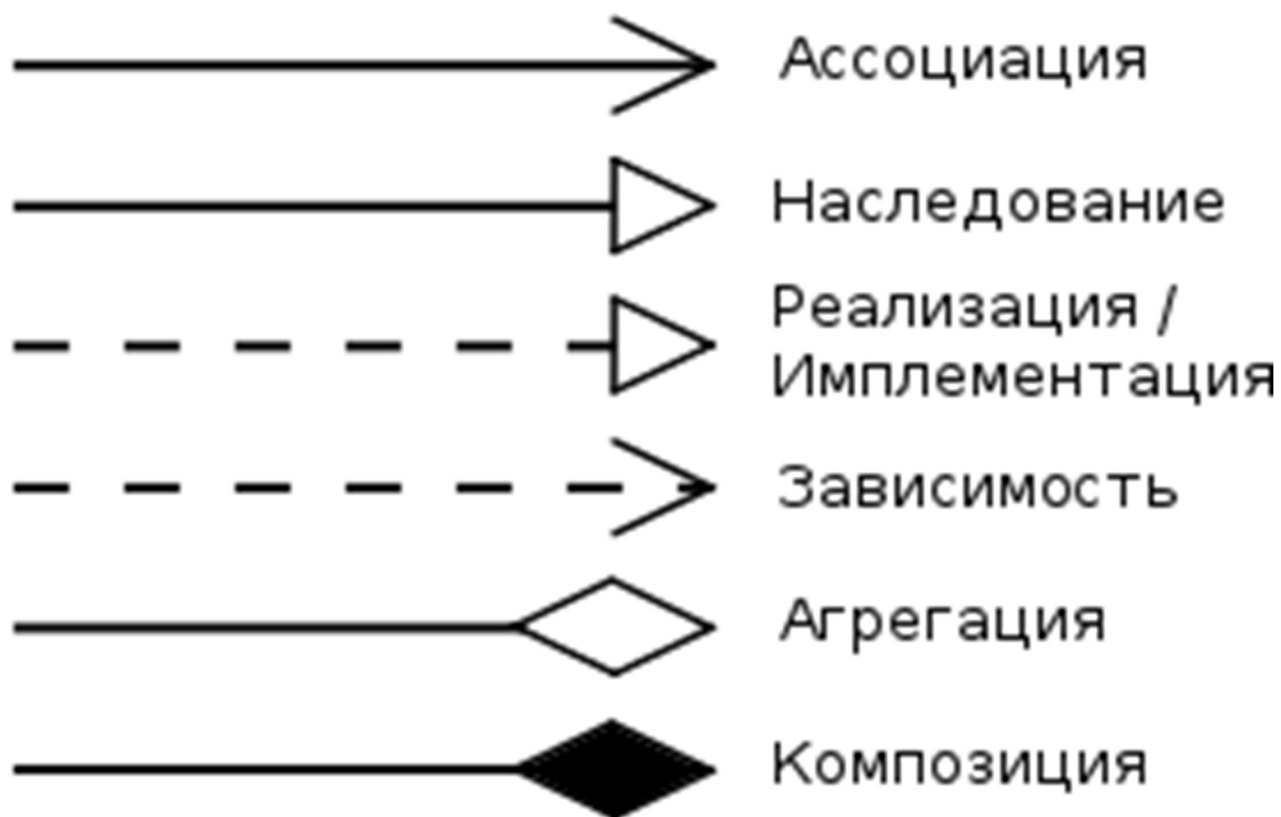 Ассоциация
Наследование
Реализация /
Имплементация
Зависимость
Агрегация
Композиция